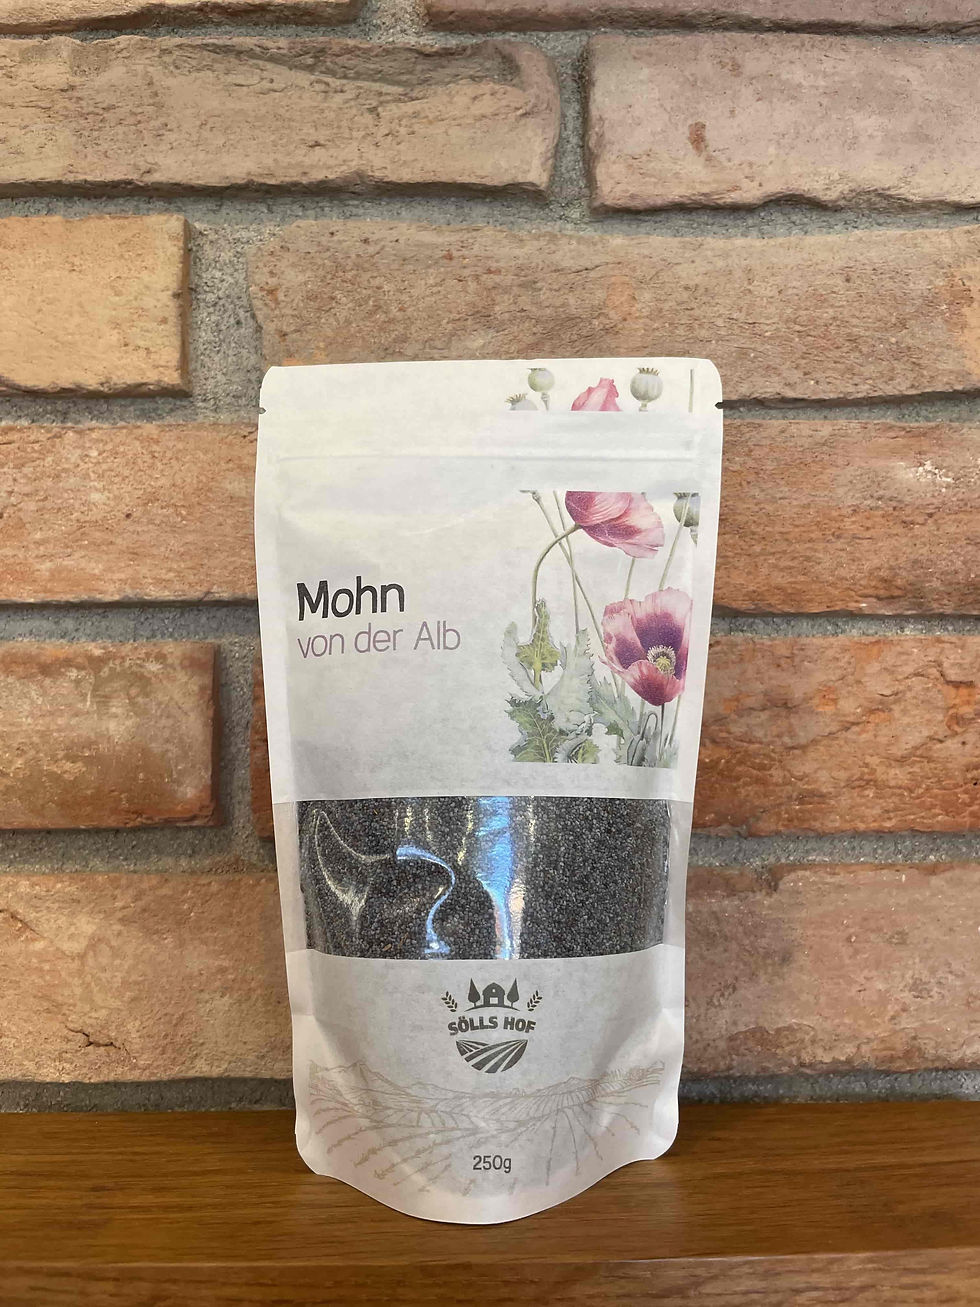 Mohn
von der Alb
SÖLLS HOF
250g